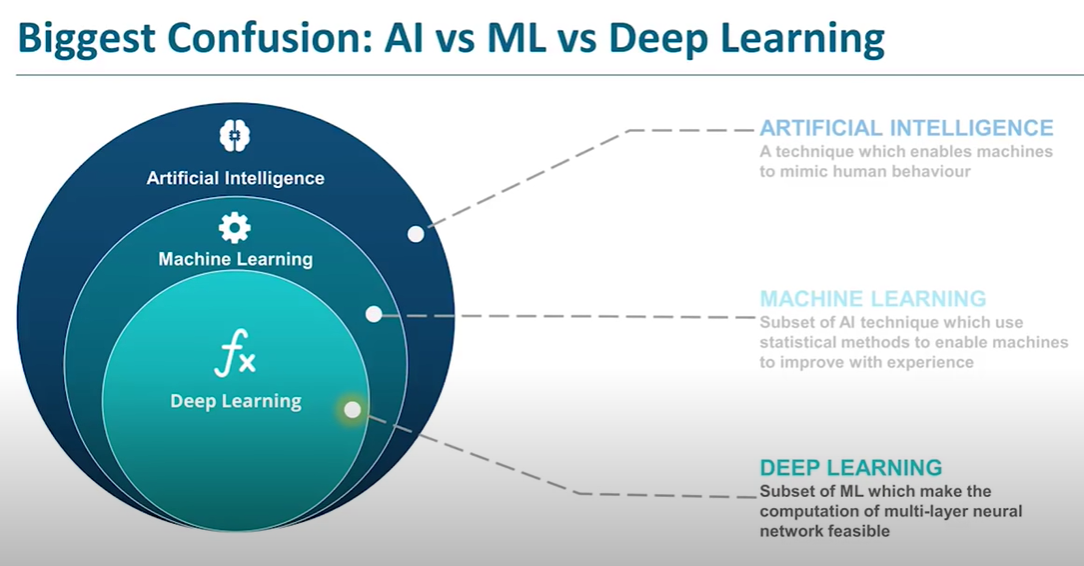 Biggest Confusion: AI vs ML vs Deep Learning
Artificial Intelligence
Machine Learning
fx
Deep Learning
ARTIFICIAL INTELLIGENCE
A technique which enables machines
to mimic human behaviour
MACHINE LEARNING
Subset of AI technique which use
statistical methods to enable machines
to improve with experience
DEEP LEARNING
Subset of ML which make the
computation of multi-layer neural
network feasible